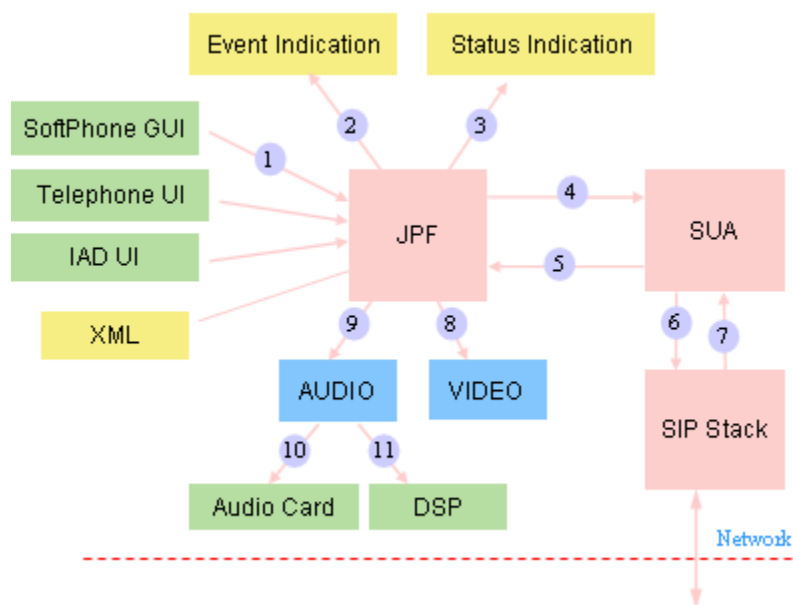 Event Indication
Status Indication
SoftPhone GUI
1
2
3
Telephone UI
JPF
4
SUA
IAD UI
5
XML
9
8
6
7
AUDIO
VIDEO
SIP Stack
10
11
Audio Card
DSP
Network